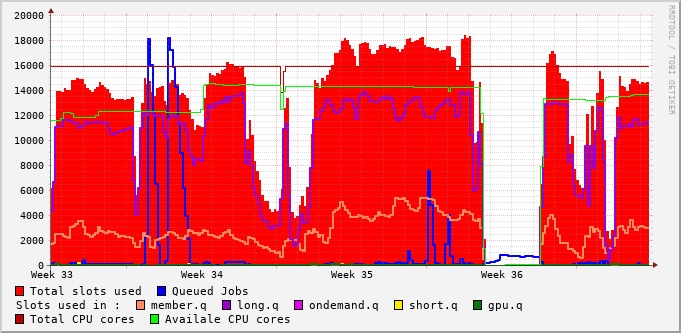 20000
18000
16000
14000
12000
10000
8000
6000
4000
2000
0
Week 33 Week 34 Week 35 Week 36
RRDTOOL / TOBI OETIKER
Total slots used Queued Jobs
Slots used in : member.q long.q ondemand.q short.q gpu.q
Total CPU cores Availale CPU cores